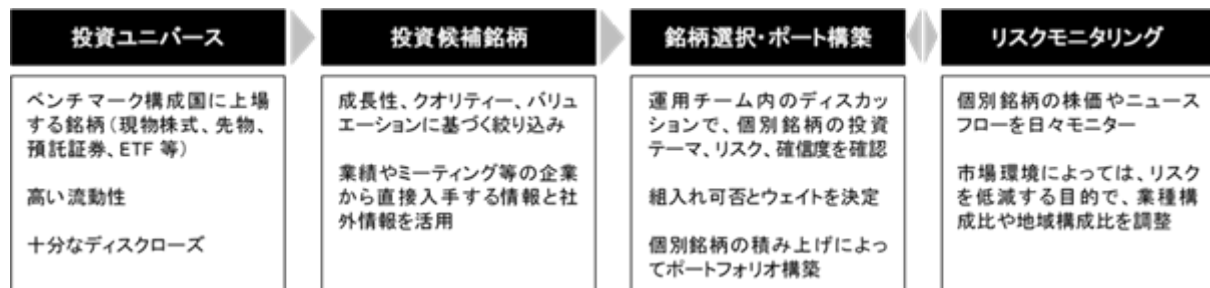 投資ユニバース
ベンチマーク構成国に上場
する銘柄(現物株式、先物、
預託証券、ETF 等)
高い流動性
十分なディスクローズ
投資候補銘柄
成長性、クオリティー、バリュ
エーションに基づく絞り込み
業績やミーティング等の企業
から直接入手する情報と社
外情報を活用
銘柄選択・ポート構築
運用チーム内のディスカッ
ションで、個別銘柄の投資
テーマ、リスク、確信度を確認
組入れ可否とウェイトを決定
個別銘柄の積み上げによっ
てポートフォリオ構築
リスクモニタリング
個別銘柄の株価やニュース
フローを日々モニター
市場環境によっては、リスク
を低減する目的で、業種構
成比や地域構成比を調整